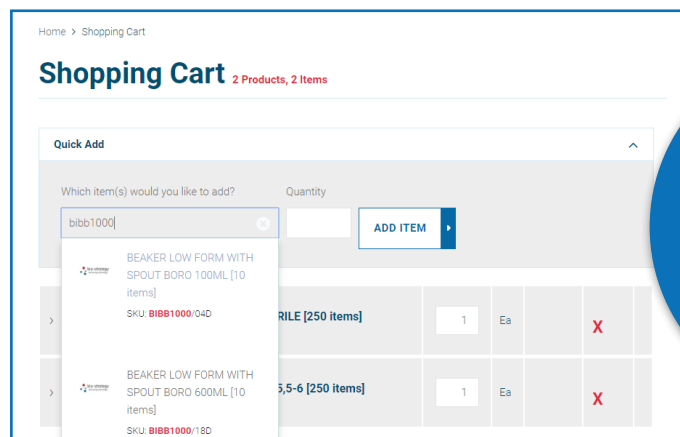 Home > Shopping Cart
Shopping Cart 2 Products, 2 Items
Quick Add
Which item(s) would you like to add?
Quantity
bibb1000
ADD ITEM
BEAKER LOW FORM WITH
SPOUT BORO 100ML [10
items]
SKU: BIBB1000/04D
RILE [250 items]
1
Ea
X
BEAKER LOW FORM WITH
SPOUT BORO 600ML [10
items]
SKU: BIBB1000/18D
5,5-6 [250 items]
1
Ea
X